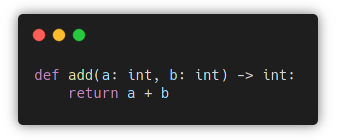 def add(a: int, b: int) -> int:
    return a + b